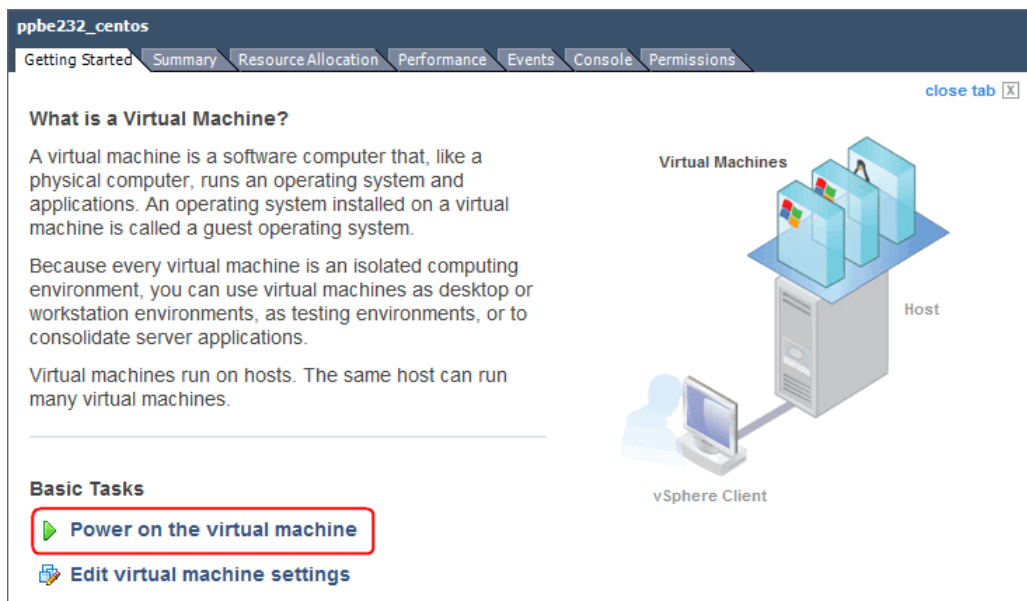 ppbe232_centos
Getting Started Summary Resource Allocation Performance Events Console Permissions
close tab X
What is a Virtual Machine?
A virtual machine is a software computer that, like a
physical computer, runs an operating system and
applications. An operating system installed on a virtual
machine is called a guest operating system.
Because every virtual machine is an isolated computing
environment, you can use virtual machines as desktop or
workstation environments, as testing environments, or to
consolidate server applications.
Virtual machines run on hosts. The same host can run
many virtual machines.
Virtual Machines
Host
vSphere Client
Basic Tasks
Power on the virtual machine
Edit virtual machine settings